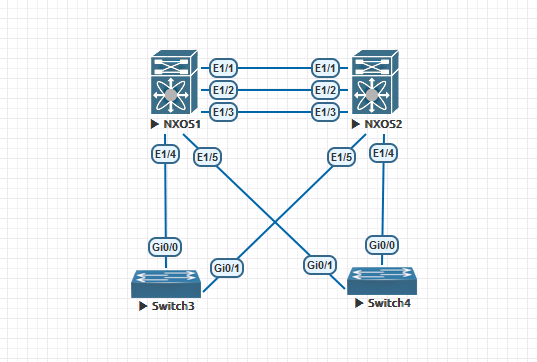 E1/1 E1/1
E1/2 E1/2
E1/3 E1/3
NXOS1 NXOS2
E1/4 E1/5 E1/5 E1/4
Gi0/0 Gi0/0
Gi0/1 Gi0/1
Switch3 Switch4